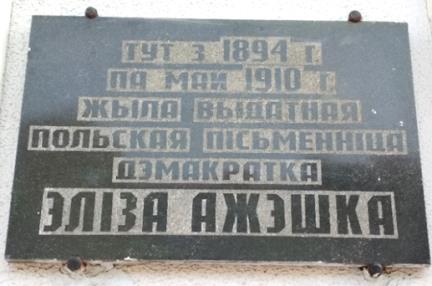 ТУТ З 1894 Г.
ПА МАЙ 1910 Г.
ЖЫЛА ВЫДАТНАЯ
ПОЛЬСКАЯ ПІСЬМЕННІЦА
ДЭМАКРАТКА
ЭЛІЗА АЖЭШКА